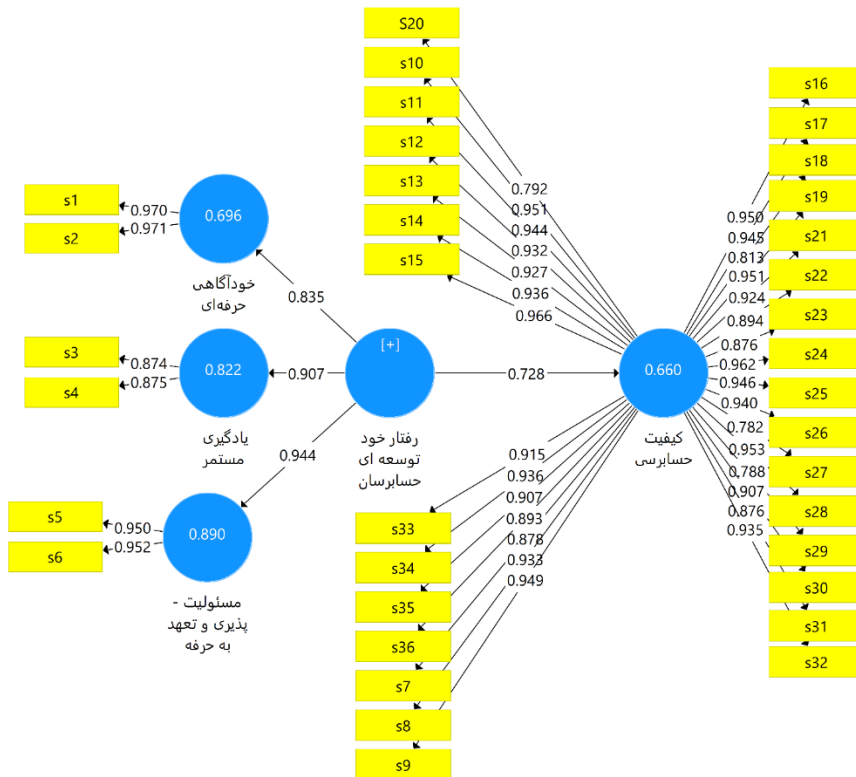 S20
s10
s11
s12
s13
s14
s15
s16
s17
s18
s19
s21
s22
s23
s24
s25
s26
s27
s28
s29
s30
s31
s32
0.792
0.951
0.944
0.932
0.927
0.936
0.966
0.950
0.945
0.813
0.951
0.924
0.894
0.876
0.962
0.946
0.940
0.782
0.953
0.788
0.907
0.876
0.935
s1
s2
0.970
0.971
0.696
خودآگاهی
حرفه‌ای
0.835
s3
s4
0.874
0.875
0.822
یادگیری
مستمر
0.907
[+]
رفتار خود
توسعه ای
حسابرسان
0.728
0.660
کیفیت
حسابرسی
0.944
s5
s6
0.950
0.952
0.890
مسئولیت -
پذیری و تعهد
به حرفه
0.915
0.936
0.907
0.893
0.878
0.933
0.949
s33
s34
s35
s36
s7
s8
s9